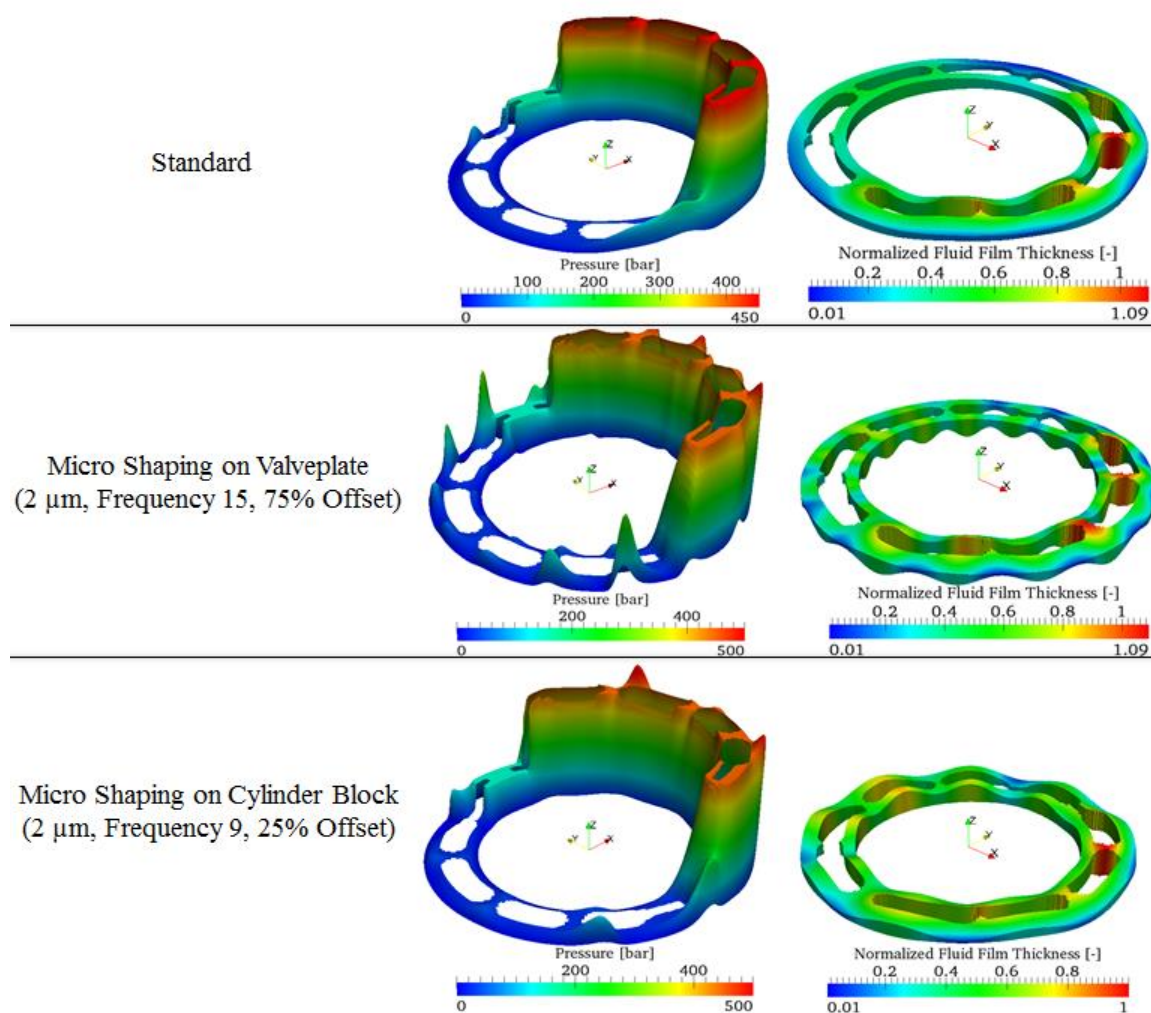 Standard
Z
Y
X
Pressure [bar]
100 200 300 400
0 450
Z
Y
X
Normalized Fluid Film Thickness [-]
0.2 0.4 0.6 0.8 1
0.01 1.09
Micro Shaping on Valveplate
(2 µm, Frequency 15, 75% Offset)
Z
Y
X
Pressure [bar]
200 400
0 500
Z
Y
X
Normalized Fluid Film Thickness [-]
0.2 0.4 0.6 0.8 1
0.01 1.09
Micro Shaping on Cylinder Block
(2 µm, Frequency 9, 25% Offset)
Z
Y
X
Pressure [bar]
200 400
0 500
Z
Y
X
Normalized Fluid Film Thickness [-]
0.2 0.4 0.6 0.8
0.01 1